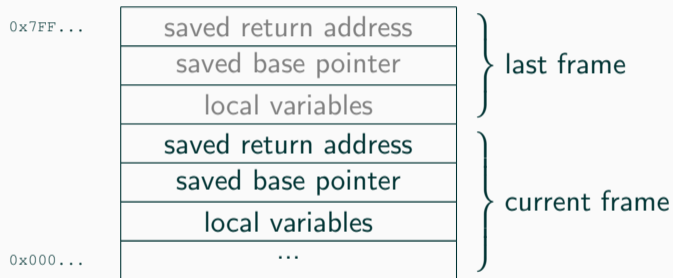 0x7FF...
saved return address
saved base pointer
local variables
last frame
saved return address
saved base pointer
local variables
...
current frame
0x000...